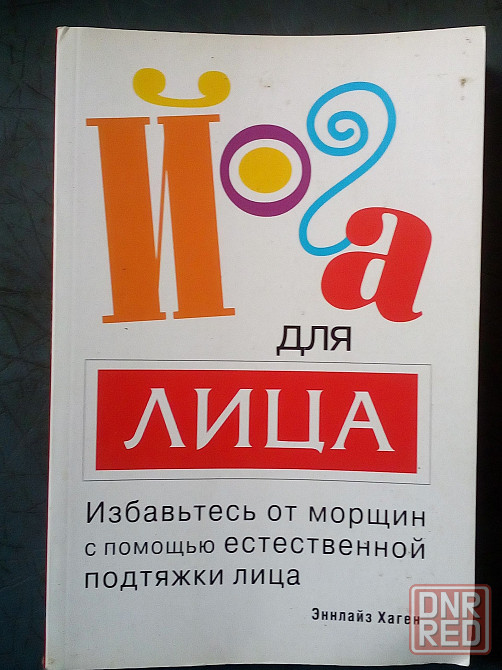 Йога
для
ЛИЦА
Избавьтесь от морщин
с помощью естественной
подтяжки лица
Эннлайз Хаген
DNR
RED